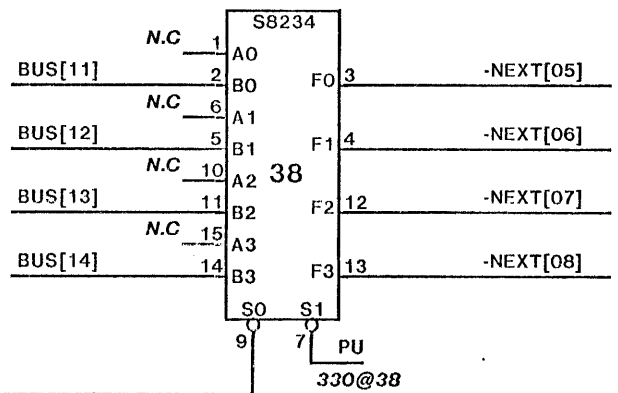 S8234
N.C 1 A0
BUS[11] 2 B0 F0 3 -NEXT[05]
N.C 6 A1
BUS[12] 5 B1 F1 4 -NEXT[06]
N.C 10 A2 38
BUS[13] 11 B2 F2 12 -NEXT[07]
N.C 15 A3
BUS[14] 14 B3 F3 13 -NEXT[08]
S0 S1
9 7 PU
330@38